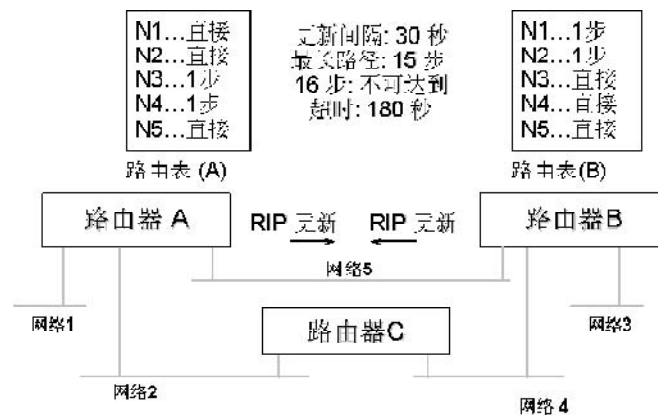 N1...直接
N2...直接
N3...1步
N4...1步
N5...直接
路由表 (A)
更新间隔: 30 秒
最长路径: 15 步
16 步: 不可达到
超时: 180 秒
N1...1步
N2...1步
N3...直接
N4...直接
N5...直接
路由表(B)
路由器 A
RIP 更新
RIP 更新
路由器B
网络5
网络1
路由器C
网络3
网络2
网络4